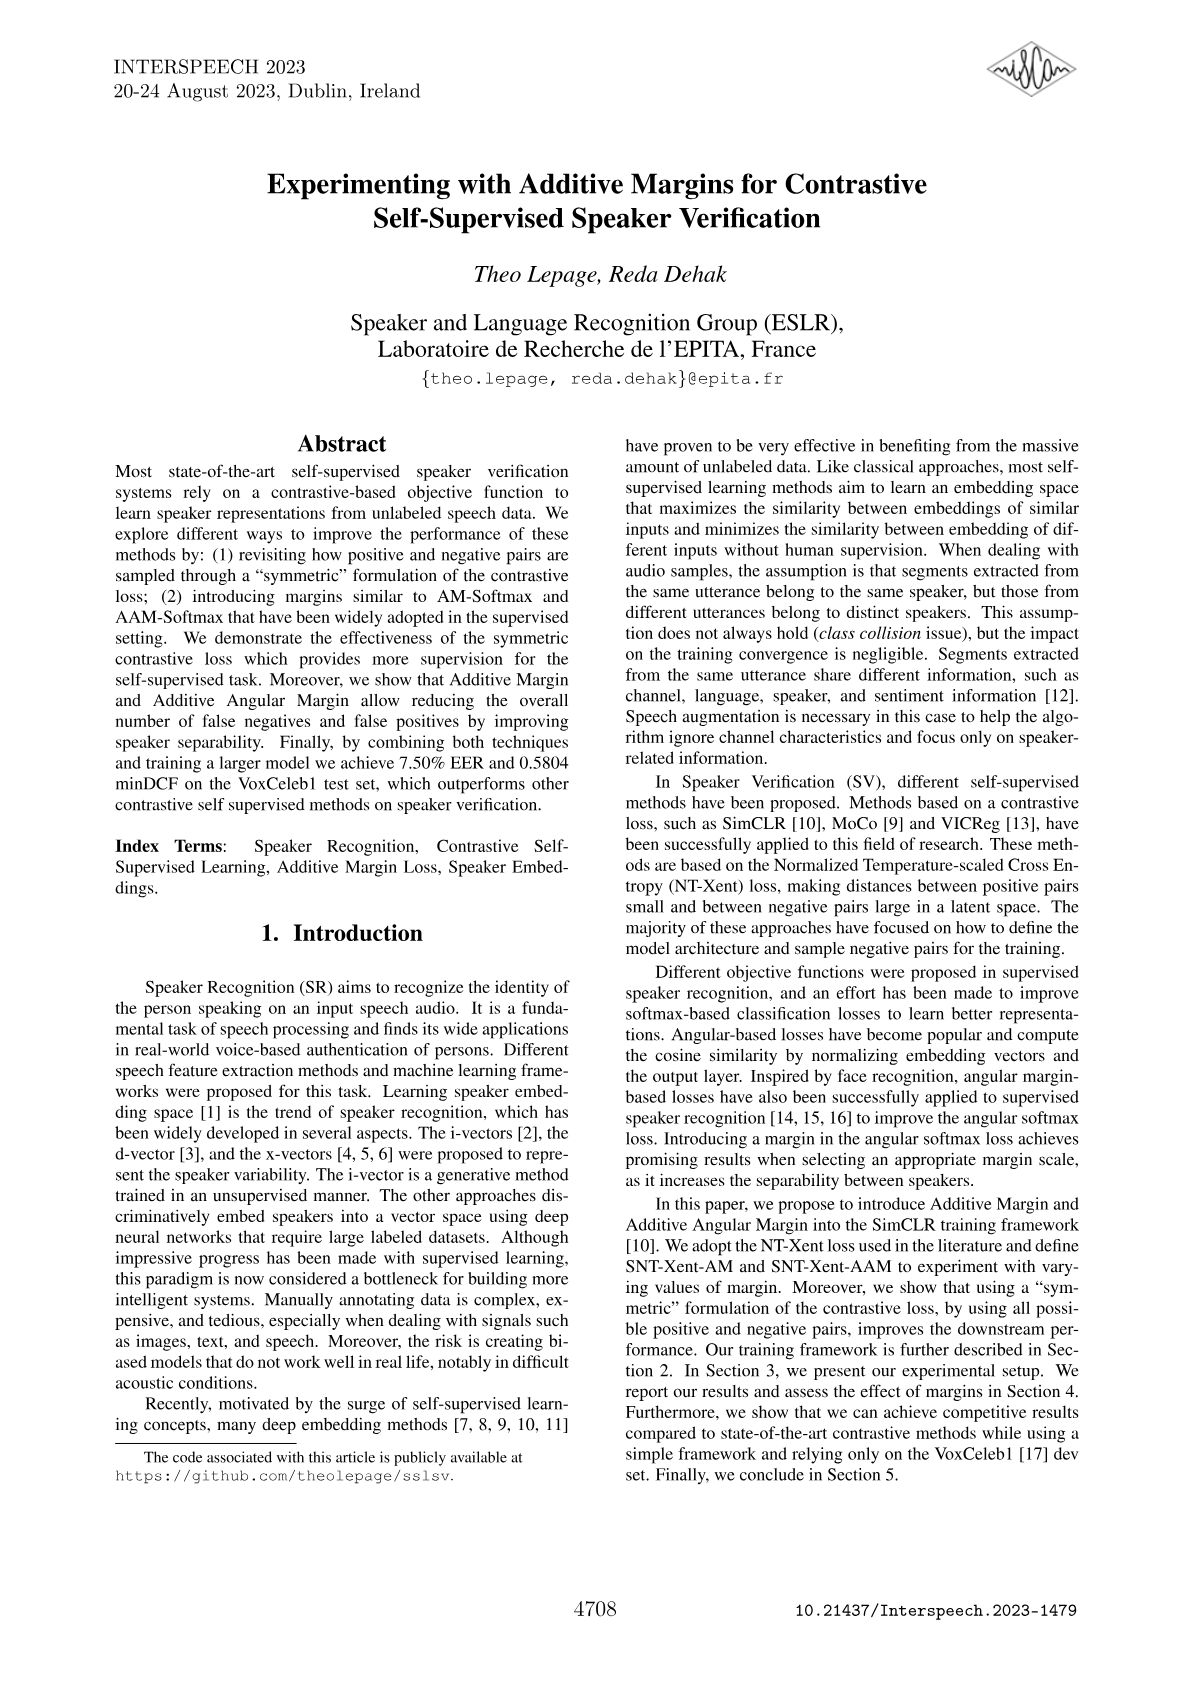 INTERSPEECH 2023
20-24 August 2023, Dublin, Ireland
Experimenting with Additive Margins for Contrastive
Self-Supervised Speaker Verification
Theo Lepage, Reda Dehak
Speaker and Language Recognition Group (ESLR),
Laboratoire de Recherche de l'EPITA, France
{theo.lepage, reda.dehak}@epita.fr
Abstract
Most state-of-the-art self-supervised speaker verification
systems rely on a contrastive-based objective function to
learn speaker representations from unlabeled speech data. We
explore different ways to improve the performance of these
methods by: (1) revisiting how positive and negative pairs are
sampled through a “symmetric” formulation of the contrastive
loss; (2) introducing margins similar to AM-Softmax and
AAM-Softmax that have been widely adopted in the supervised
setting. We demonstrate the effectiveness of the symmetric
contrastive loss which provides more supervision for the
self-supervised task. Moreover, we show that Additive Margin
and Additive Angular Margin allow reducing the overall
number of false negatives and false positives by improving
speaker separability. Finally, by combining both techniques
and training a larger model we achieve 7.50% EER and 0.5804
minDCF on the VoxCeleb1 test set, which outperforms other
contrastive self supervised methods on speaker verification.
Index Terms: Speaker Recognition, Contrastive Self-
Supervised Learning, Additive Margin Loss, Speaker Embed-
dings.
1. Introduction
Speaker Recognition (SR) aims to recognize the identity of
the person speaking on an input speech audio. It is a funda-
mental task of speech processing and finds its wide applications
in real-world voice-based authentication of persons. Different
speech feature extraction methods and machine learning frame-
works were proposed for this task. Learning speaker embed-
ding space [1] is the trend of speaker recognition, which has
been widely developed in several aspects. The i-vectors [2], the
d-vector [3], and the x-vectors [4, 5, 6] were proposed to repre-
sent the speaker variability. The i-vector is a generative method
trained in an unsupervised manner. The other approaches dis-
criminatively embed speakers into a vector space using deep
neural networks that require large labeled datasets. Although
impressive progress has been made with supervised learning,
this paradigm is now considered a bottleneck for building more
intelligent systems. Manually annotating data is complex, ex-
pensive, and tedious, especially when dealing with signals such
as images, text, and speech. Moreover, the risk is creating bi-
ased models that do not work well in real life, notably in difficult
acoustic conditions.
Recently, motivated by the surge of self-supervised learn-
ing concepts, many deep embedding methods [7, 8, 9, 10, 11]
The code associated with this article is publicly available at
https://github.com/theolepage/sslsv.
have proven to be very effective in benefiting from the massive
amount of unlabeled data. Like classical approaches, most self-
supervised learning methods aim to learn an embedding space
that maximizes the similarity between embeddings of similar
inputs and minimizes the similarity between embedding of dif-
ferent inputs without human supervision. When dealing with
audio samples, the assumption is that segments extracted from
the same utterance belong to the same speaker, but those from
different utterances belong to distinct speakers. This assump-
tion does not always hold (class collision issue), but the impact
on the training convergence is negligible. Segments extracted
from the same utterance share different information, such as
channel, language, speaker, and sentiment information [12].
Speech augmentation is necessary in this case to help the algo-
rithm ignore channel characteristics and focus only on speaker-
related information.
In Speaker Verification (SV), different self-supervised
methods have been proposed. Methods based on a contrastive
loss, such as SimCLR [10], MoCo [9] and VICReg [13], have
been successfully applied to this field of research. These meth-
ods are based on the Normalized Temperature-scaled Cross En-
tropy (NT-Xent) loss, making distances between positive pairs
small and between negative pairs large in a latent space. The
majority of these approaches have focused on how to define the
model architecture and sample negative pairs for the training.
Different objective functions were proposed in supervised
speaker recognition, and an effort has been made to improve
softmax-based classification losses to learn better representa-
tions. Angular-based losses have become popular and compute
the cosine similarity by normalizing embedding vectors and
the output layer. Inspired by face recognition, angular margin-
based losses have also been successfully applied to supervised
speaker recognition [14, 15, 16] to improve the angular softmax
loss. Introducing a margin in the angular softmax loss achieves
promising results when selecting an appropriate margin scale,
as it increases the separability between speakers.
In this paper, we propose to introduce Additive Margin and
Additive Angular Margin into the SimCLR training framework
[10]. We adopt the NT-Xent loss used in the literature and define
SNT-Xent-AM and SNT-Xent-AAM to experiment with vary-
ing values of margin. Moreover, we show that using a “sym-
metric” formulation of the contrastive loss, by using all possi-
ble positive and negative pairs, improves the downstream per-
formance. Our training framework is further described in Sec-
tion 2. In Section 3, we present our experimental setup. We
report our results and assess the effect of margins in Section 4.
Furthermore, we show that we can achieve competitive results
compared to state-of-the-art contrastive methods while using a
simple framework and relying only on the VoxCeleb1 [17] dev
set. Finally, we conclude in Section 5.
4708
10.21437/Interspeech.2023-1479